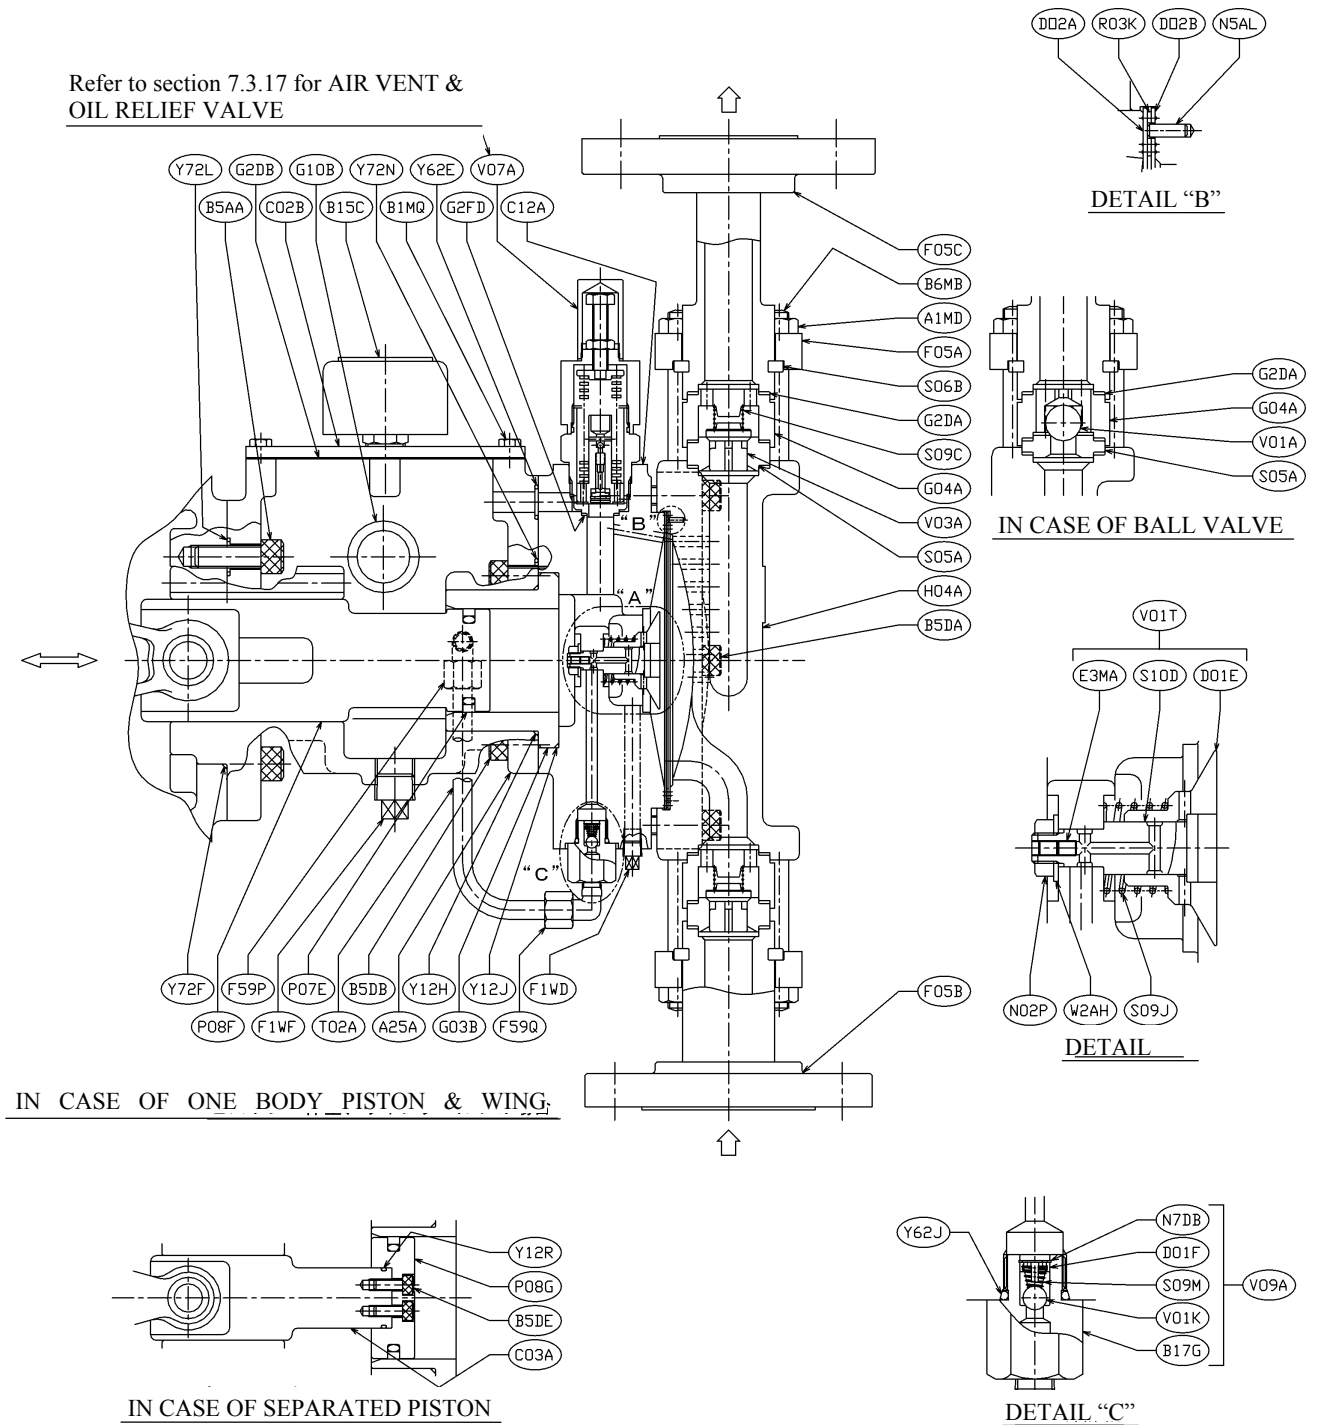 D02A R03K D02B N5AL
Refer to section 7.3.17 for AIR VENT &
OIL RELIEF VALVE
DETAIL “B”
Y72L G2DB G10B Y72N Y62E V07A
B5AA C02B B15C B1MQ G2FD C12A
F05C
B6MB
A1MD
F05A
S06B
G2DA
S09C
G04A
V03A
S05A
H04A
B5DA
G2DA
G04A
V01A
S05A
IN CASE OF BALL VALVE
“B”
“A”
“C”
V01T
E3MA S10D D01E
N02P W2AH S09J
DETAIL
Y72F F59P P07E B5DB Y12H Y12J F1WD
P08F F1WF T02A A25A G03B F59Q
F05B
IN CASE OF ONE BODY PISTON & WING
Y12R
P08G
B5DE
C03A
IN CASE OF SEPARATED PISTON
Y62J
N7DB
D01F
S09M
V09A
V01K
B17G
DETAIL “C”